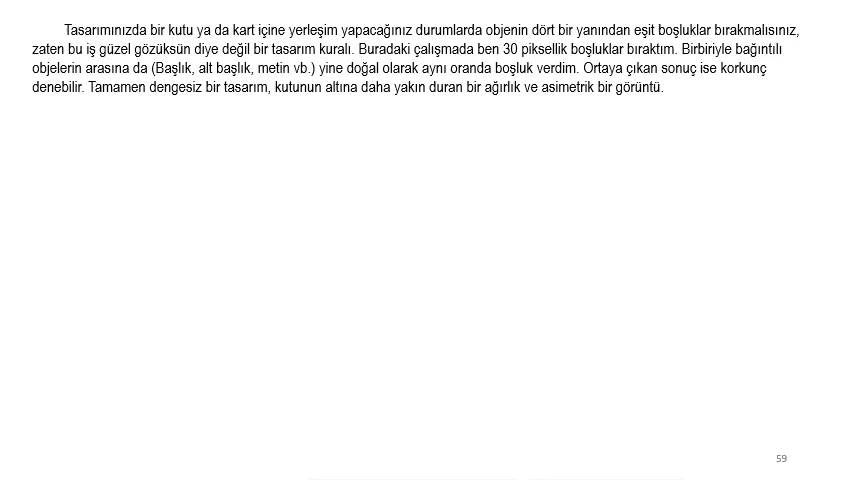 Tasarımınızda bir kutu ya da kart içine yerleşim yapacağınız durumlarda objenin dört bir yanından eşit boşluklar bırakmalısınız,
zaten bu iş güzel gözüksün diye değil bir tasarım kuralı. Buradaki çalışmada ben 30 piksellik boşluklar bıraktım. Birbiriyle bağıntılı
objelerin arasına da (Başlık, alt başlık, metin vb.) yine doğal olarak aynı oranda boşluk verdim. Ortaya çıkan sonuç ise korkunç
denebilir. Tamamen dengesiz bir tasarım, kutunun altına daha yakın duran bir ağırlık ve asimetrik bir görüntü.
59